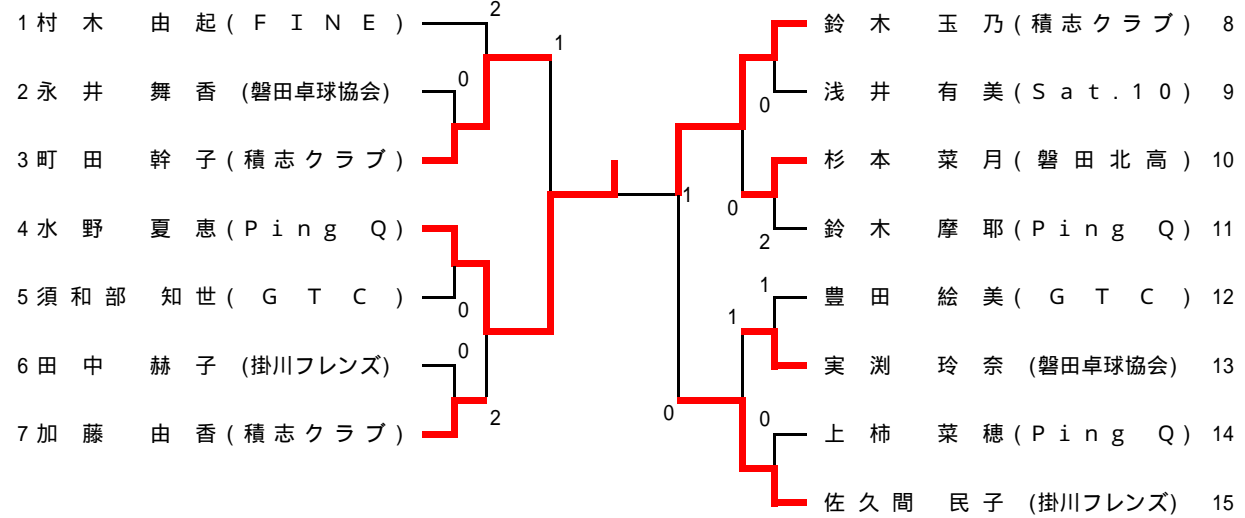 1 村 木 由 起 ( Ｆ Ｉ Ｎ Ｅ )
2 永 井 舞 香 (磐田卓球協会)
3 町 田 幹 子 ( 積 志 ク ラ ブ )
4 水 野 夏 恵 ( Ｐ ｉ ｎ ｇ Ｑ )
5 須 和 部 知 世 ( Ｇ Ｔ Ｃ )
6 田 中 赫 子 (掛川フレンズ)
7 加 藤 由 香 ( 積 志 ク ラ ブ )
2
1
0
0
0
2
鈴 木 玉 乃 ( 積 志 ク ラ ブ ) 8
浅 井 有 美 ( Ｓ ａ ｔ . １ ０ ) 9
杉 本 菜 月 ( 磐 田 北 高 ) 10
鈴 木 摩 耶 ( Ｐ ｉ ｎ ｇ Ｑ ) 11
豊 田 絵 美 ( Ｇ Ｔ Ｃ ) 12
実 渕 玲 奈 (磐田卓球協会) 13
上 柿 菜 穂 ( Ｐ ｉ ｎ ｇ Ｑ ) 14
佐 久 間 民 子 (掛川フレンズ) 15
0
1
0
2
1
1
0
0